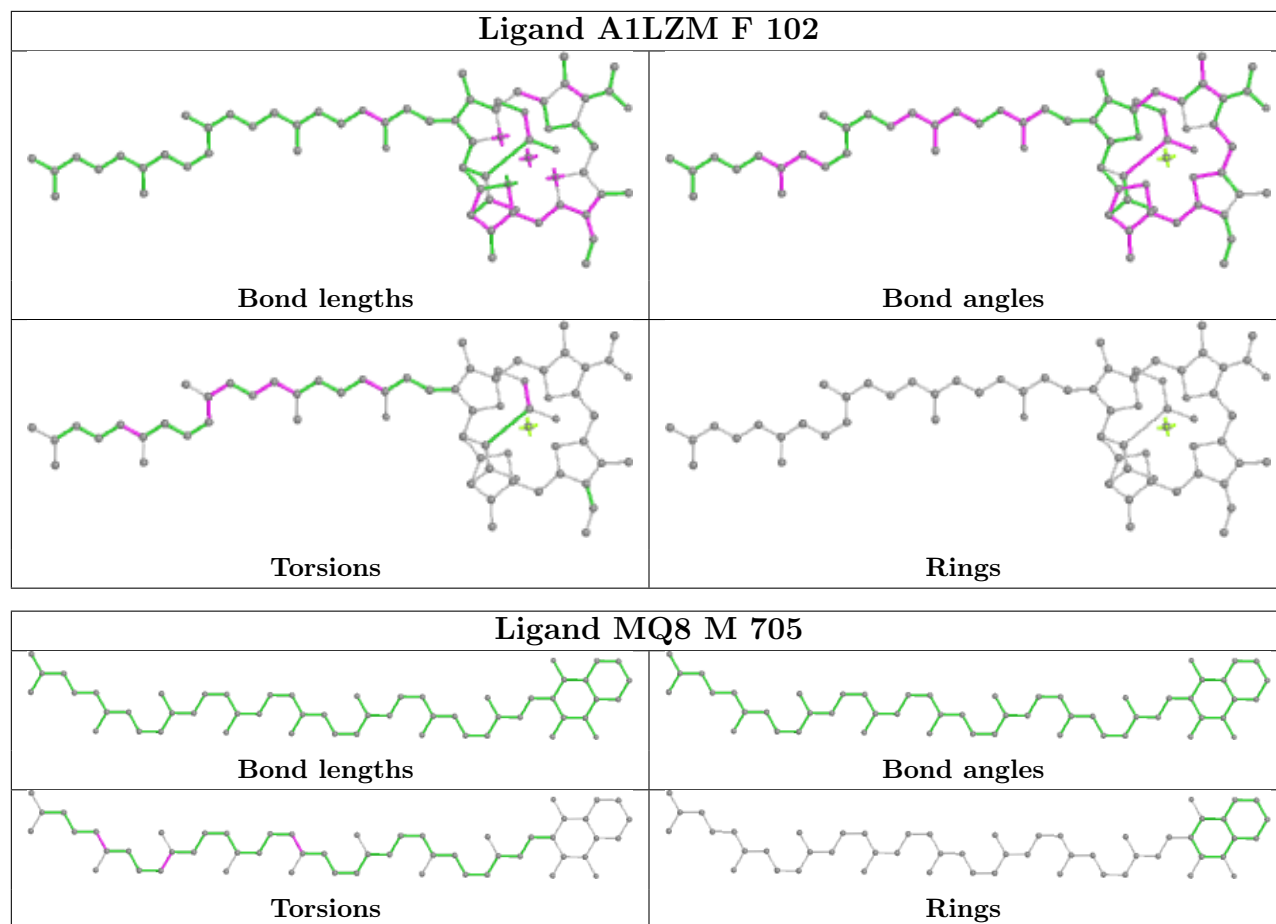 Ligand A1LZM F 102
Bond lengths
Bond angles
Torsions
Rings
Ligand MQ8 M 705
Bond lengths
Bond angles
Torsions
Rings